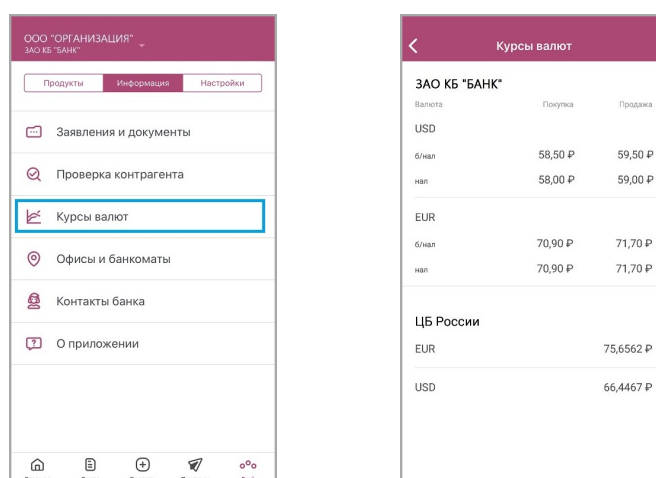 ООО "ОРГАНИЗАЦИЯ"
ЗАО КБ "БАНК"
Продукты Информация Настройки
Заявления и документы
Проверка контрагента
Курсы валют
Офисы и банкоматы
Контакты банка
О приложении
Курсы валют
ЗАО КБ "БАНК"
Валюта Покупка Продажа
USD
б/нал 58,50 ₽ 59,50 ₽
нал 58,00 ₽ 59,00 ₽
EUR
б/нал 70,90 ₽ 71,70 ₽
нал 70,90 ₽ 71,70 ₽
ЦБ России
EUR 75,6562 ₽
USD 66,4467 ₽